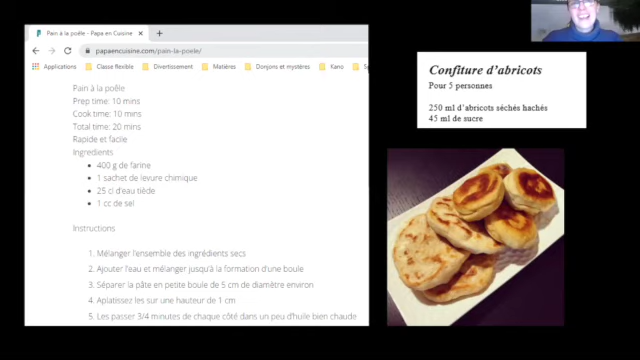 Pain à la poêle - Papa en Cuisine
papaencuisine.com/pain-la-poele/
Applications
Classe flexible
Divertissement
Matières
Donjons et mystères
Kano
Pain à la poêle
Prep time: 10 mins
Cook time: 10 mins
Total time: 20 mins
Rapide et facile
Ingredients
400 g de farine
1 sachet de levure chimique
25 cl d'eau tiède
1 cc de sel
Instructions
1. Mélanger l'ensemble des ingrédients secs
2. Ajouter l'eau et mélanger jusqu'à la formation d'une boule
3. Séparer la pâte en petite boule de 5 cm de diamètre environ
4. Aplatissez les sur une hauteur de 1 cm
5. Les passer 3/4 minutes de chaque côté dans un peu d'huile bien chaude
Confiture d'abricots
Pour 5 personnes
250 ml d'abricots séchés hachés
45 ml de sucre